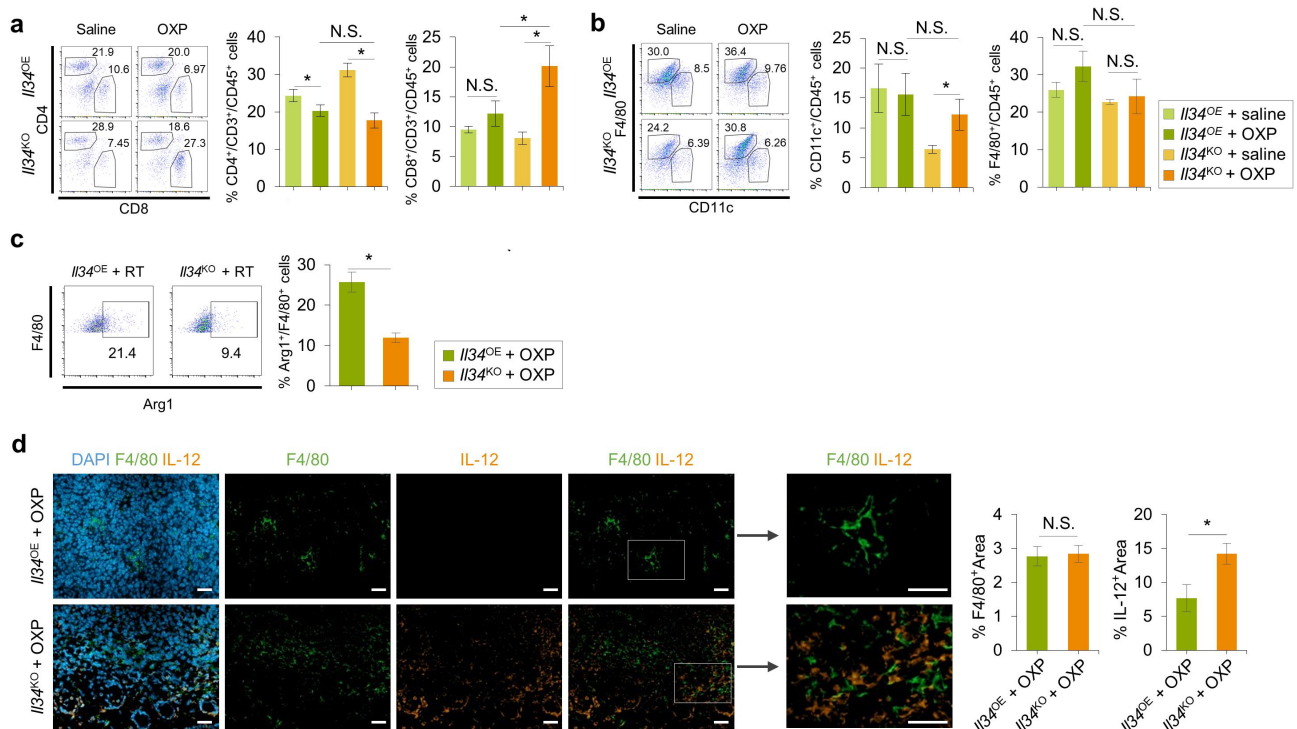 a
Saline OXP
Il34ᴼᴱ
Il34ᴷᴼ
CD4
21.9
10.6
20.0
6.97
28.9
7.45
18.6
27.3
CD8
% CD4⁺/CD3⁺/CD45⁺ cells
40
30
20
10
0
N.S.
*
*
% CD8⁺/CD3⁺/CD45⁺ cells
25
20
15
10
5
0
*
*
N.S.
b
Saline OXP
Il34ᴼᴱ
Il34ᴷᴼ
F4/80
30.0
8.5
36.4
9.76
24.2
6.39
30.8
6.26
CD11c
% CD11c⁺/CD45⁺ cells
25
20
15
10
5
0
N.S.
N.S.
*
% F4/80⁺/CD45⁺ cells
40
30
20
10
0
N.S.
N.S.
N.S.
Il34ᴼᴱ + saline
Il34ᴼᴱ + OXP
Il34ᴷᴼ + saline
Il34ᴷᴼ + OXP
c
Il34ᴼᴱ + RT Il34ᴷᴼ + RT
F4/80
21.4
9.4
Arg1
% Arg1⁺/F4/80⁺ cells
30
20
10
0
*
Il34ᴼᴱ + OXP
Il34ᴷᴼ + OXP
d
DAPI F4/80 IL-12
F4/80
IL-12
F4/80 IL-12
F4/80 IL-12
Il34ᴼᴱ + OXP
Il34ᴷᴼ + OXP
% F4/80⁺Area
4
3
2
1
0
N.S.
Il34ᴼᴱ + OXP
Il34ᴷᴼ + OXP
% IL-12⁺Area
20
15
10
5
0
*
Il34ᴼᴱ + OXP
Il34ᴷᴼ + OXP